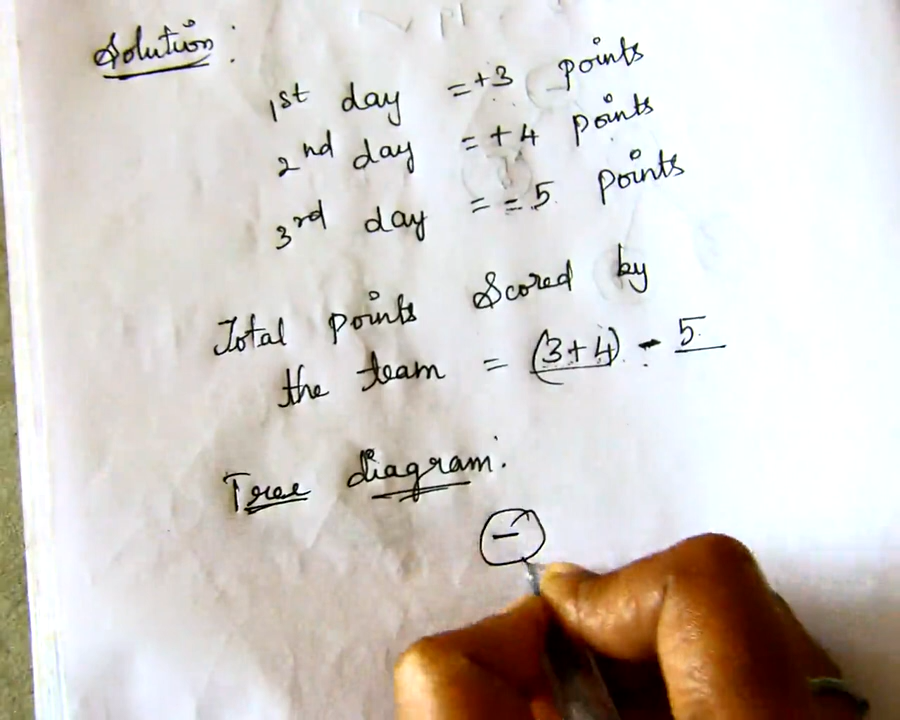 Solution:
1st day = +3 points
2nd day = +4 points
3rd day = -5 points
Total points Scored by
the team = (3+4) - 5
Tree diagram.
-